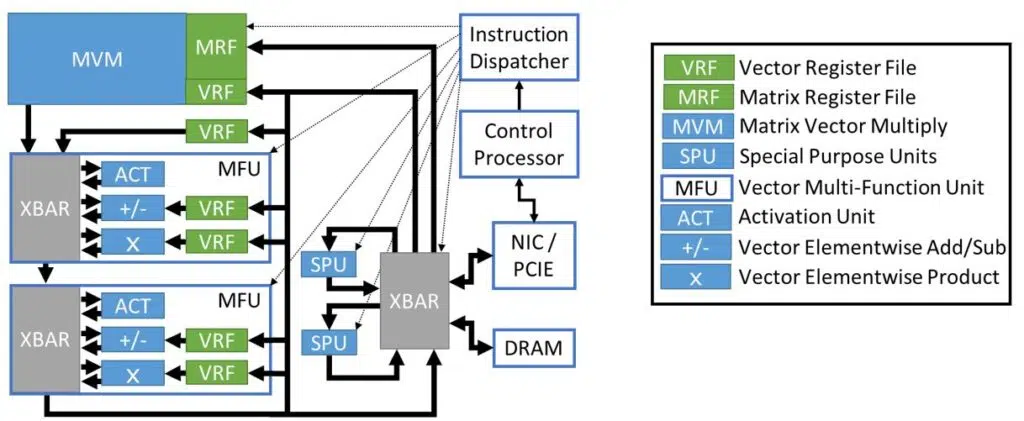 MVM
MRF
VRF
VRF
Instruction
Dispatcher
Control
Processor
NIC /
PCIE
DRAM
XBAR
SPU
SPU
MFU
XBAR
ACT
+/-
VRF
x
VRF
MFU
XBAR
ACT
+/-
VRF
x
VRF
VRF Vector Register File
MRF Matrix Register File
MVM Matrix Vector Multiply
SPU Special Purpose Units
MFU Vector Multi-Function Unit
ACT Activation Unit
+/- Vector Elementwise Add/Sub
x Vector Elementwise Product